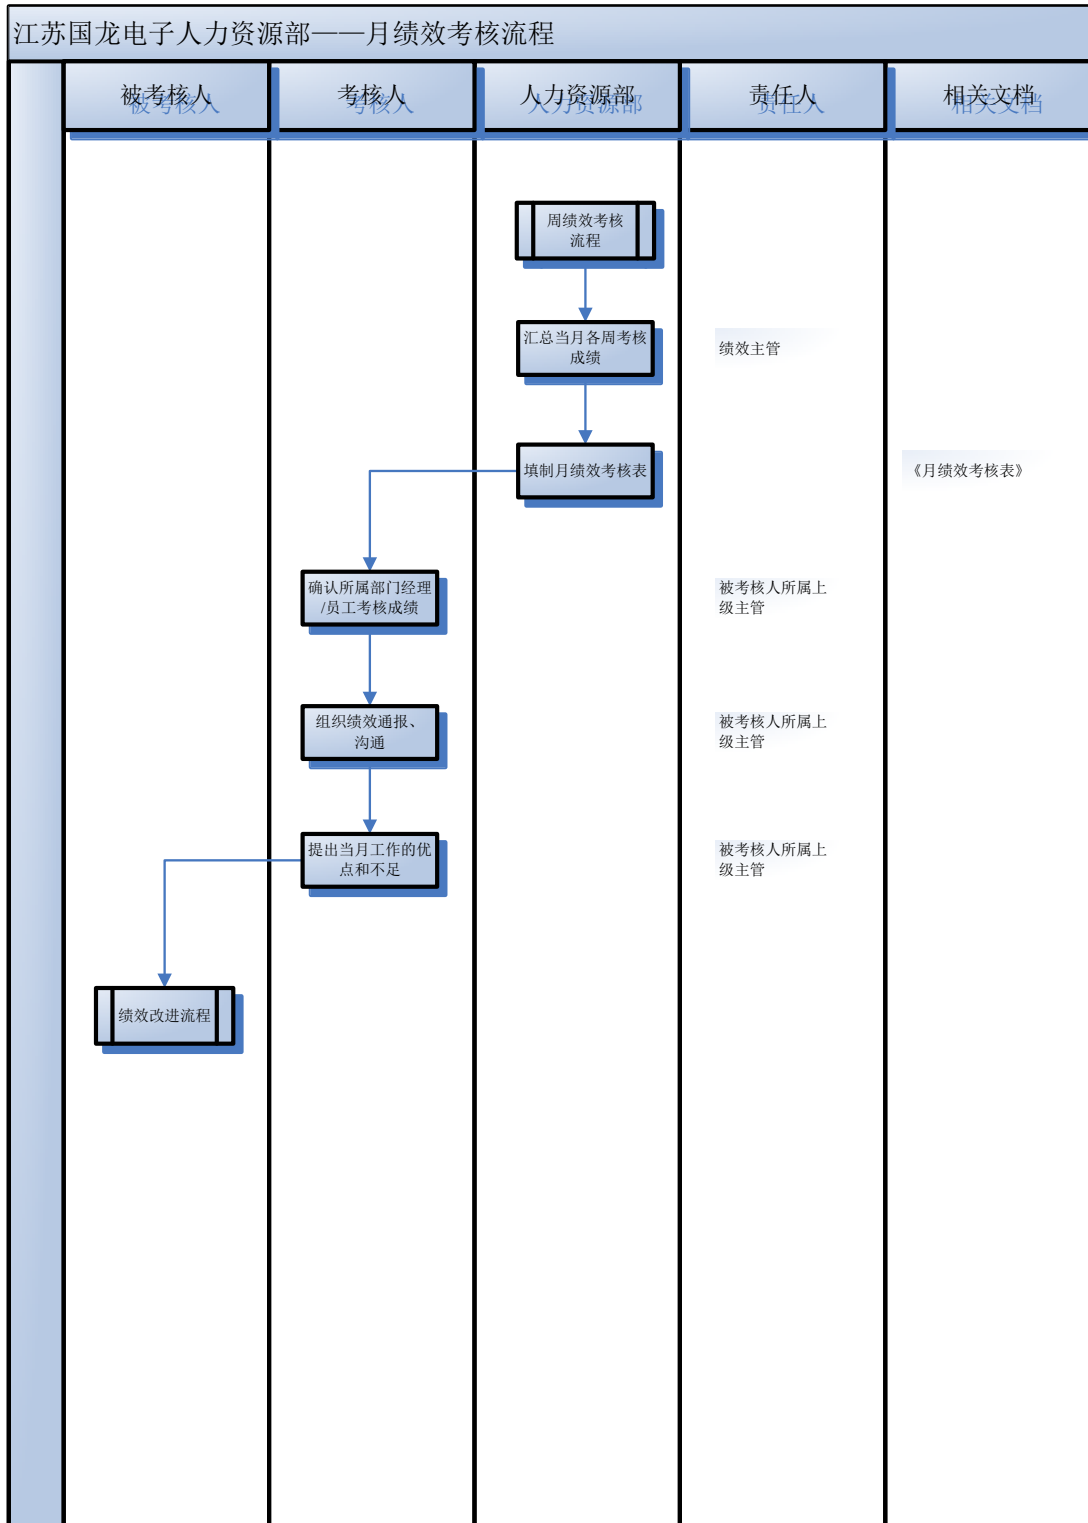 江苏国龙电子人力资源部——月绩效考核流程
被考核人
考核人
人力资源部
责任人
相关文档
周绩效考核
流程
汇总当月各周考核
成绩
绩效主管
填制月绩效考核表
《月绩效考核表》
确认所属部门经理
/员工考核成绩
被考核人所属上
级主管
组织绩效通报、
沟通
被考核人所属上
级主管
提出当月工作的优
点和不足
被考核人所属上
级主管
绩效改进流程